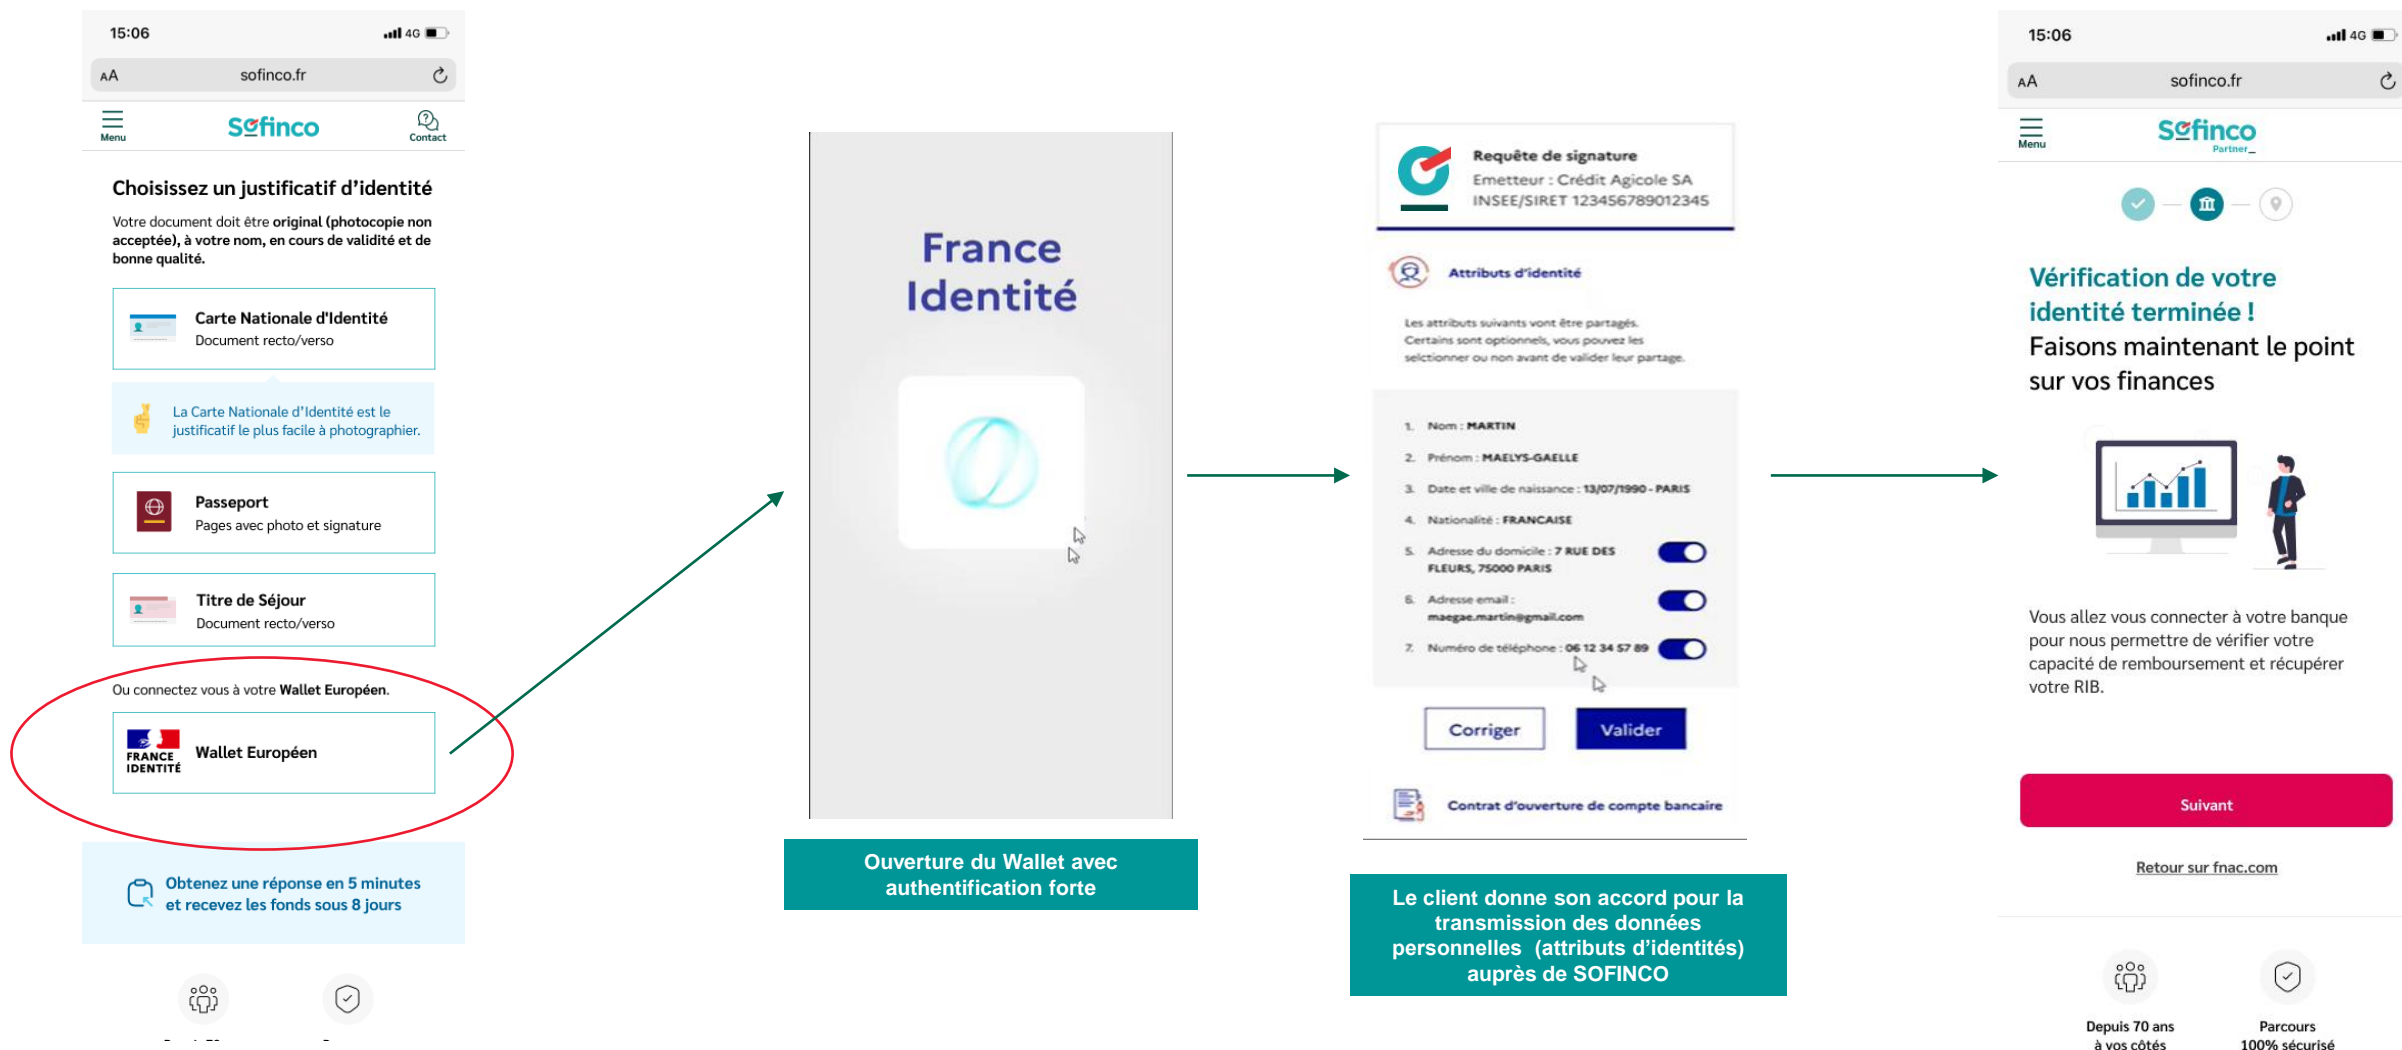 15:06
4G
AA
sofinco.fr
Menu
Sofinco
Contact
Choisissez un justificatif d'identité
Votre document doit être original (photocopie non
acceptée), à votre nom, en cours de validité et de
bonne qualité.
Carte Nationale d'Identité
Document recto/verso
La Carte Nationale d'Identité est le
justificatif le plus facile à photographier.
Passeport
Pages avec photo et signature
Titre de Séjour
Document recto/verso
Ou connectez vous à votre Wallet Européen.
FRANCE
IDENTITÉ
Wallet Européen
Obtenez une réponse en 5 minutes
et recevez les fonds sous 8 jours
France
Identité
Ouverture du Wallet avec
authentification forte
Requête de signature
Emetteur : Crédit Agicole SA
INSEE/SIRET 123456789012345
Attributs d'identité
Les attributs suivants vont être partagés.
Certains sont optionnels, vous pouvez les
selctionner ou non avant de valider leur partage.
1. Nom : MARTIN
2. Prénom : MAELYS-GAELLE
3. Date et ville de naissance : 13/07/1990 - PARIS
4. Nationalité : FRANCAISE
5. Adresse du domicile : 7 RUE DES
FLEURS, 75000 PARIS
6. Adresse email :
maegae.martin@gmail.com
7. Numéro de téléphone : 06 12 34 57 89
Corriger
Valider
Contrat d'ouverture de compte bancaire
Le client donne son accord pour la
transmission des données
personnelles (attributs d'identités)
auprès de SOFINCO
15:06
4G
AA
sofinco.fr
Menu
Sofinco
Partner_
Vérification de votre
identité terminée !
Faisons maintenant le point
sur vos finances
Vous allez vous connecter à votre banque
pour nous permettre de vérifier votre
capacité de remboursement et récupérer
votre RIB.
Suivant
Retour sur fnac.com
Depuis 70 ans
à vos côtés
Parcours
100% sécurisé